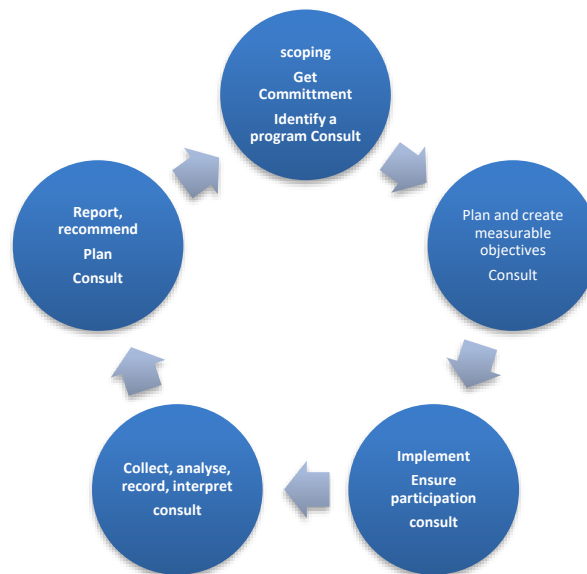 scoping
Get
Committment
Identify a
program Consult
Plan and create
measurable
objectives
Consult
Implement
Ensure
participation
consult
Collect, analyse,
record, interpret
consult
Report,
recommend
Plan
Consult